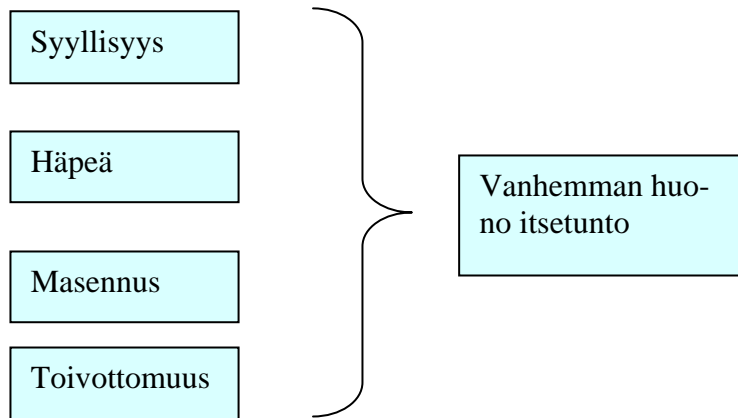 Syyllisyys
Häpeä
Vanhemman huo-
no itsetunto
Masennus
Toivottomuus